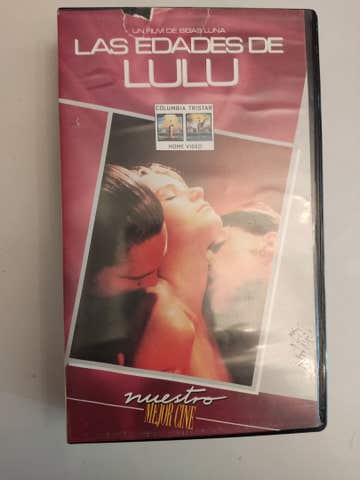 UN FILM DE BIGAS LUNA
LAS EDADES DE
LULU
COLUMBIA TRISTAR
HOME VIDEO
nuestro
MEJOR CINE